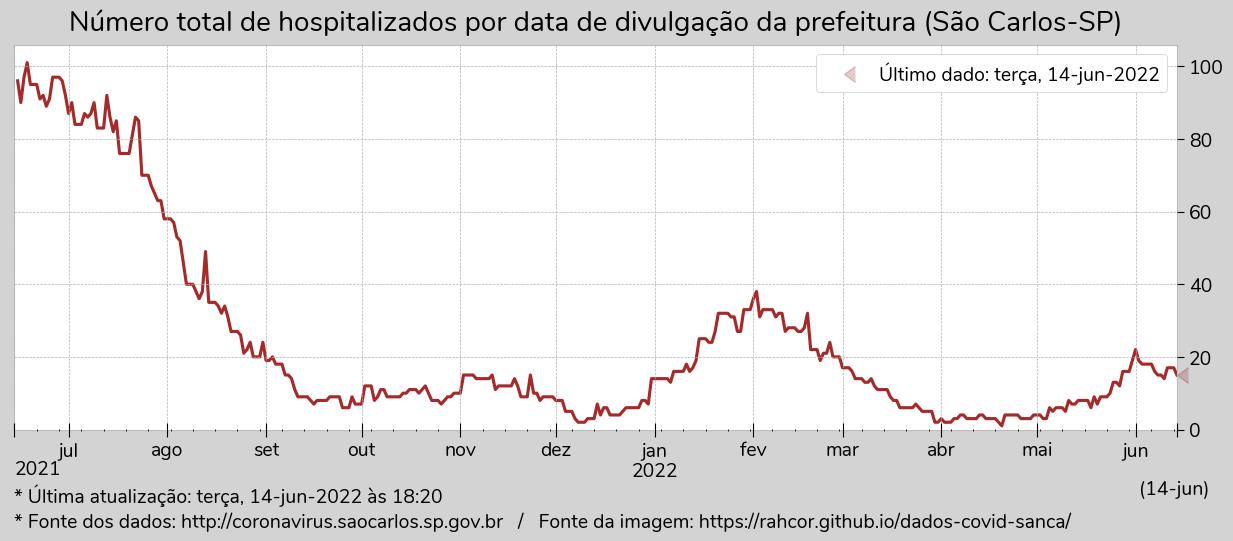 Número total de hospitalizados por data de divulgação da prefeitura (São Carlos-SP)
Último dado: terça, 14-jun-2022
100
80
60
40
20
0
jul ago set out nov dez jan fev mar abr mai jun
2021 2022
(14-jun)
* Última atualização: terça, 14-jun-2022 às 18:20
* Fonte dos dados: http://coronavirus.saocarlos.sp.gov.br / Fonte da imagem: https://rahcor.github.io/dados-covid-sanca/